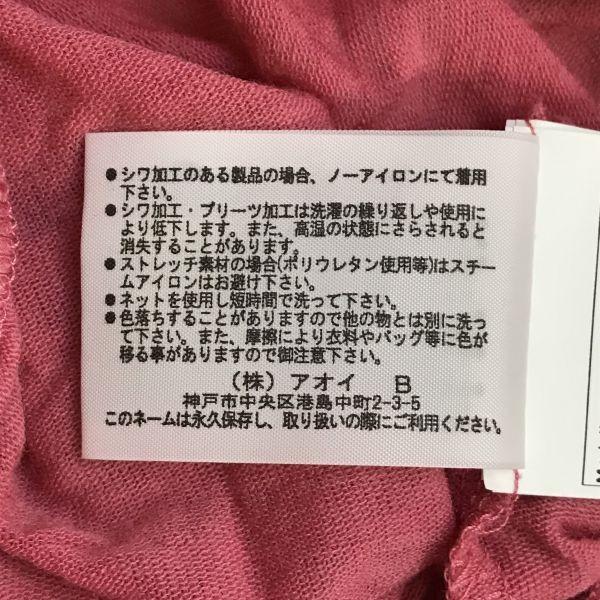 ●シワ加工のある製品の場合、ノーアイロンにて着用
下さい。
●シワ加工・プリーツ加工は洗濯の繰り返しや使用に
より低下します。また、高温の状態にさらされると
消失することがあります。
●ストレッチ素材の場合(ポリウレタン使用等)はスチー
ムアイロンはお避け下さい。
●ネットを使用し短時間で洗って下さい。
●色落ちすることがありますので他の物とは別に洗っ
て下さい。また、摩擦により衣料やバッグ等に色が
移る事がありますので御注意下さい。
(株) アオイ B
神戸市中央区港島中町2-3-5
このネームは永久保存し、取り扱いの際にご利用ください。